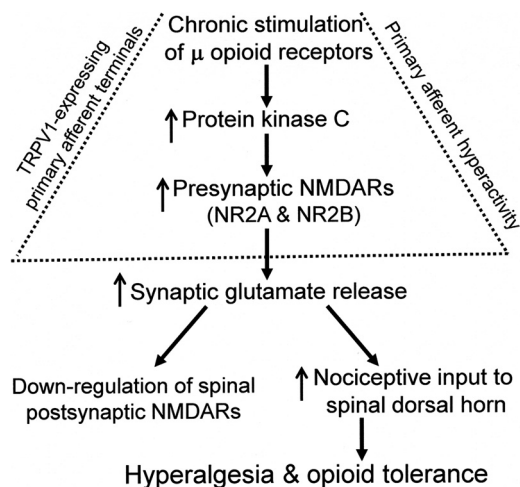 Chronic stimulation
of μ opioid receptors
TRPV1-expressing
primary afferent terminals
Primary afferent hyperactivity
↑Protein kinase C
↑Presynaptic NMDARs
(NR2A & NR2B)
↑Synaptic glutamate release
Down-regulation of spinal
postsynaptic NMDARs
↑Nociceptive input to
spinal dorsal horn
Hyperalgesia & opioid tolerance